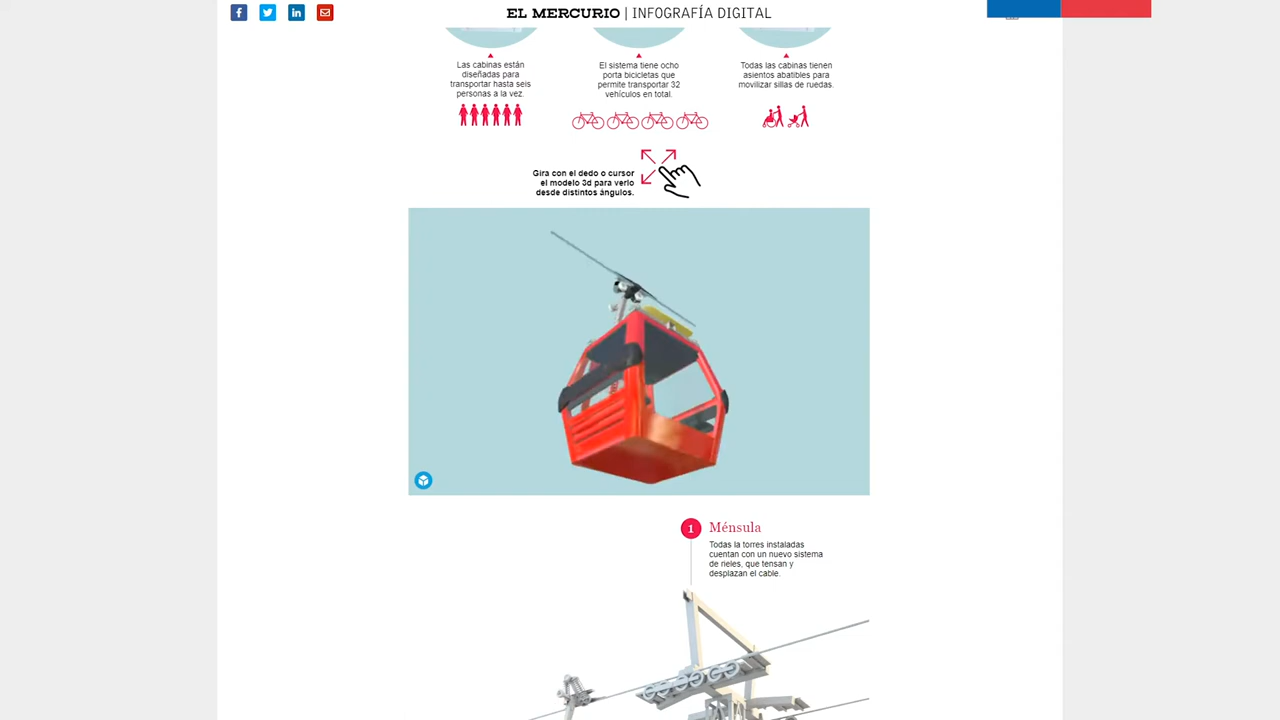 EL MERCURIO | INFOGRAFÍA DIGITAL
Las cabinas están
diseñadas para
transportar hasta seis
personas a la vez.
El sistema tiene ocho
porta bicicletas que
permite transportar 32
vehículos en total.
Todas las cabinas tienen
asientos abatibles para
movilizar sillas de ruedas.
Gira con el dedo o cursor
el modelo 3d para verlo
desde distintos ángulos.
1 Ménsula
Todas la torres instaladas
cuentan con un nuevo sistema
de rieles, que tensan y
desplazan el cable.